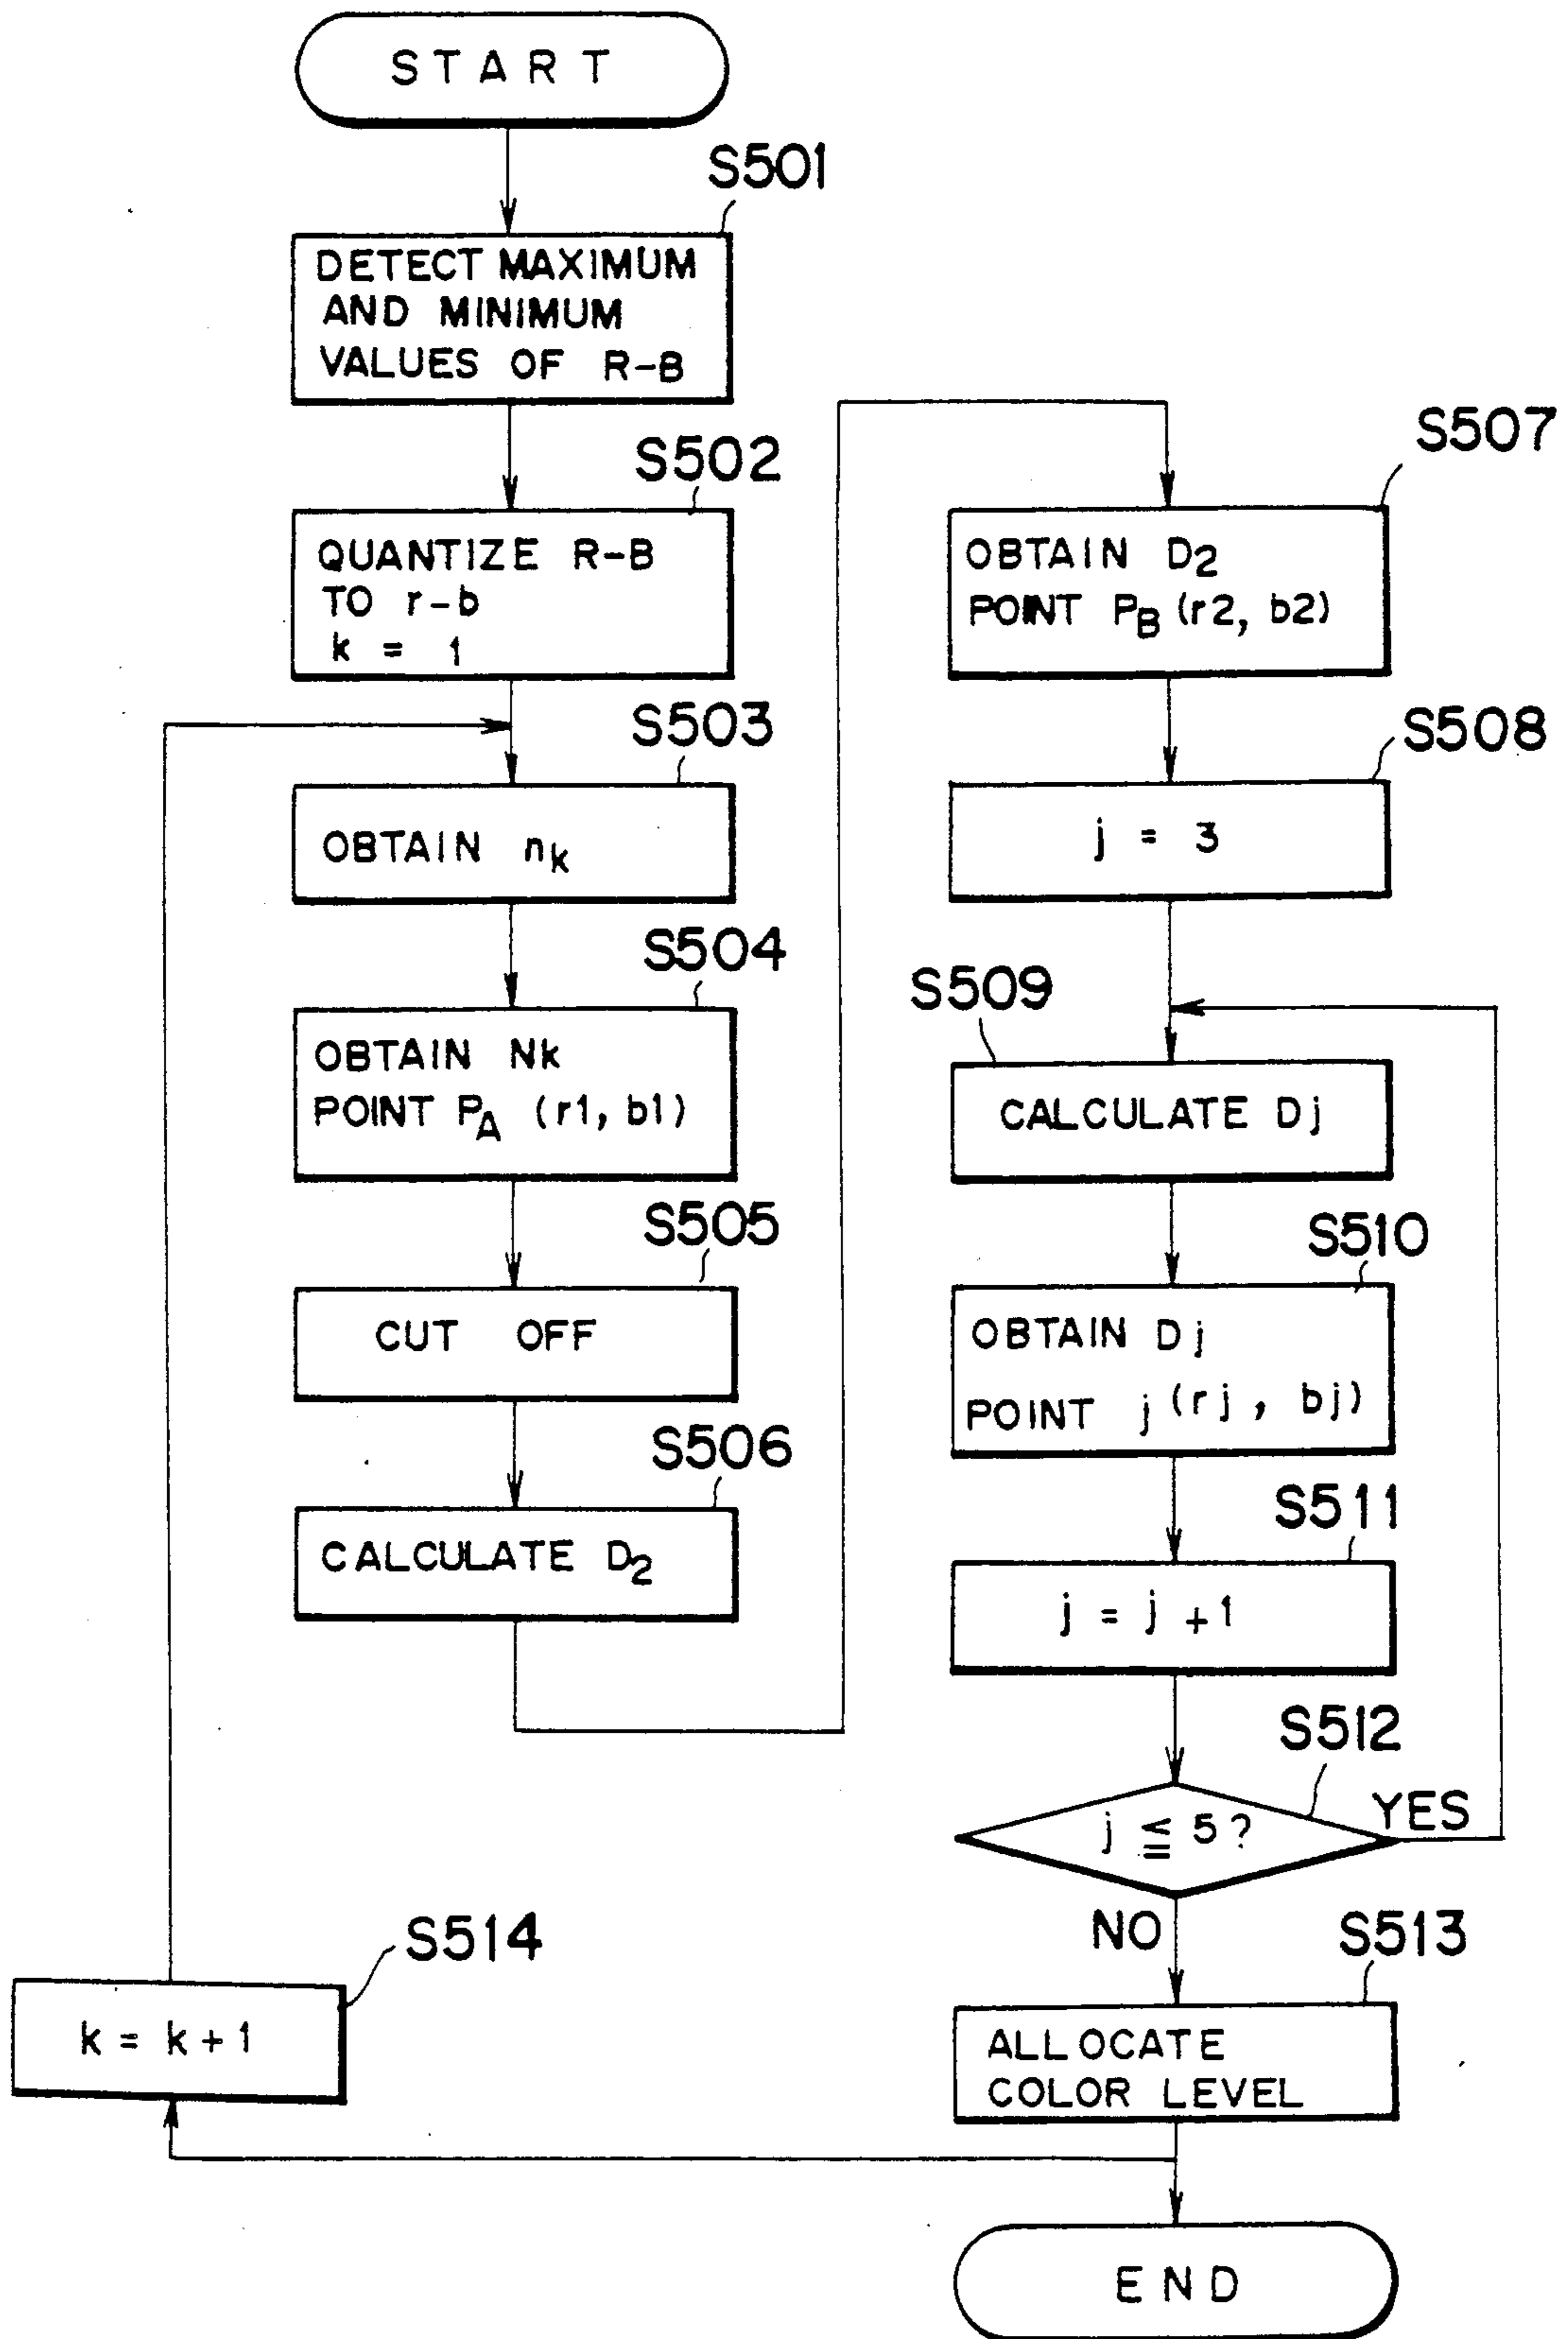 START
S501
DETECT MAXIMUM
AND MINIMUM
VALUES OF R-B
S502
QUANTIZE R-B
TO r-b
k = 1
S503
OBTAIN nk
S504
OBTAIN Nk
POINT PA (r1, b1)
S505
CUT OFF
S506
CALCULATE D2
S507
OBTAIN D2
POINT PB (r2, b2)
S508
j = 3
S509
CALCULATE Dj
S510
OBTAIN Dj
POINT j (rj, bj)
S511
j = j +1
S512
j ≦ 5?
YES
NO
S513
ALLOCATE
COLOR LEVEL
S514
k = k+1
END